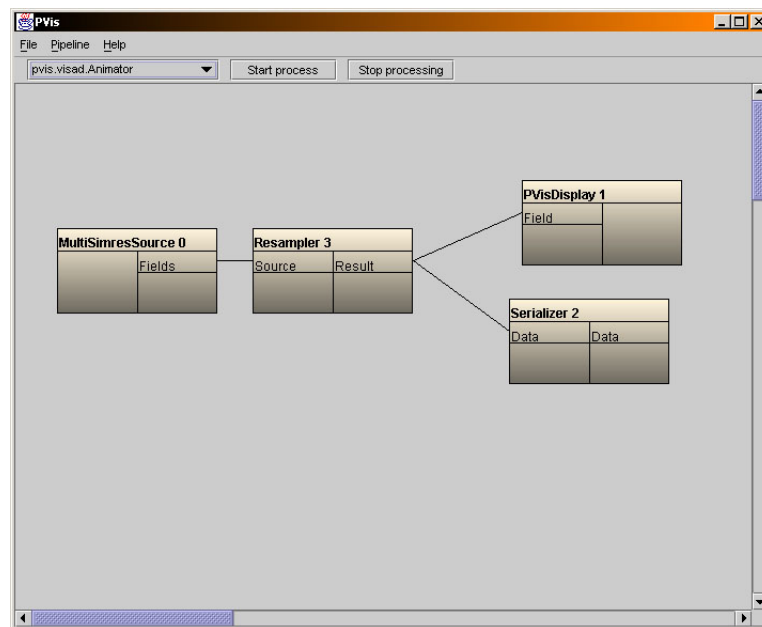 PVis
File Pipeline Help
pvis.visad.Animator Start process Stop processing
PVisDisplay 1
Field
MultiSimresSource 0
Fields
Resampler 3
Source Result
Serializer 2
Data Data